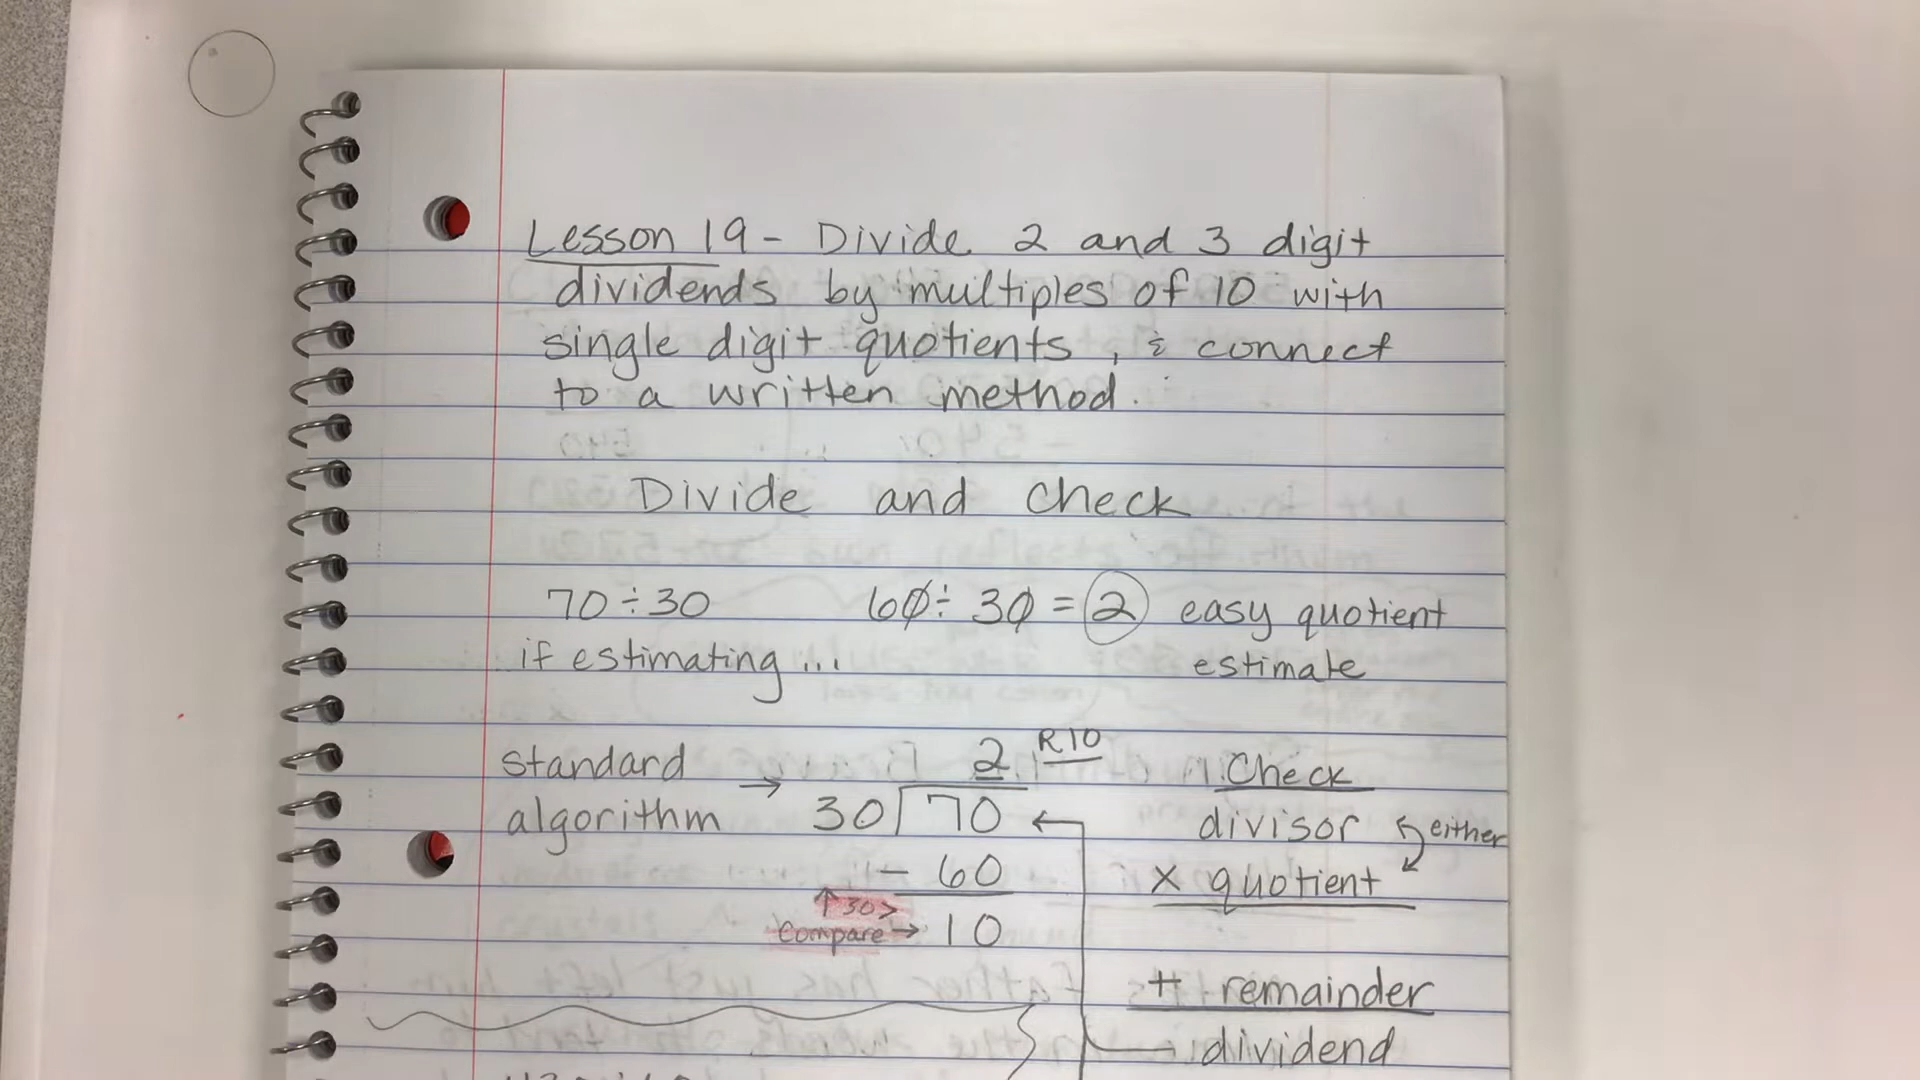 Lesson 19 - Divide 2 and 3 digit
dividends by multiples of 10 with
single digit quotients, & connect
to a written method.
Divide and check
70 ÷ 30 60 ÷ 30 = 2 easy quotient
if estimating ... estimate
standard → 2 R10 Check
algorithm 30 70 ← divisor either
- 60 x quotient
↑ 30 >
Compare → 10
+ remainder
dividend